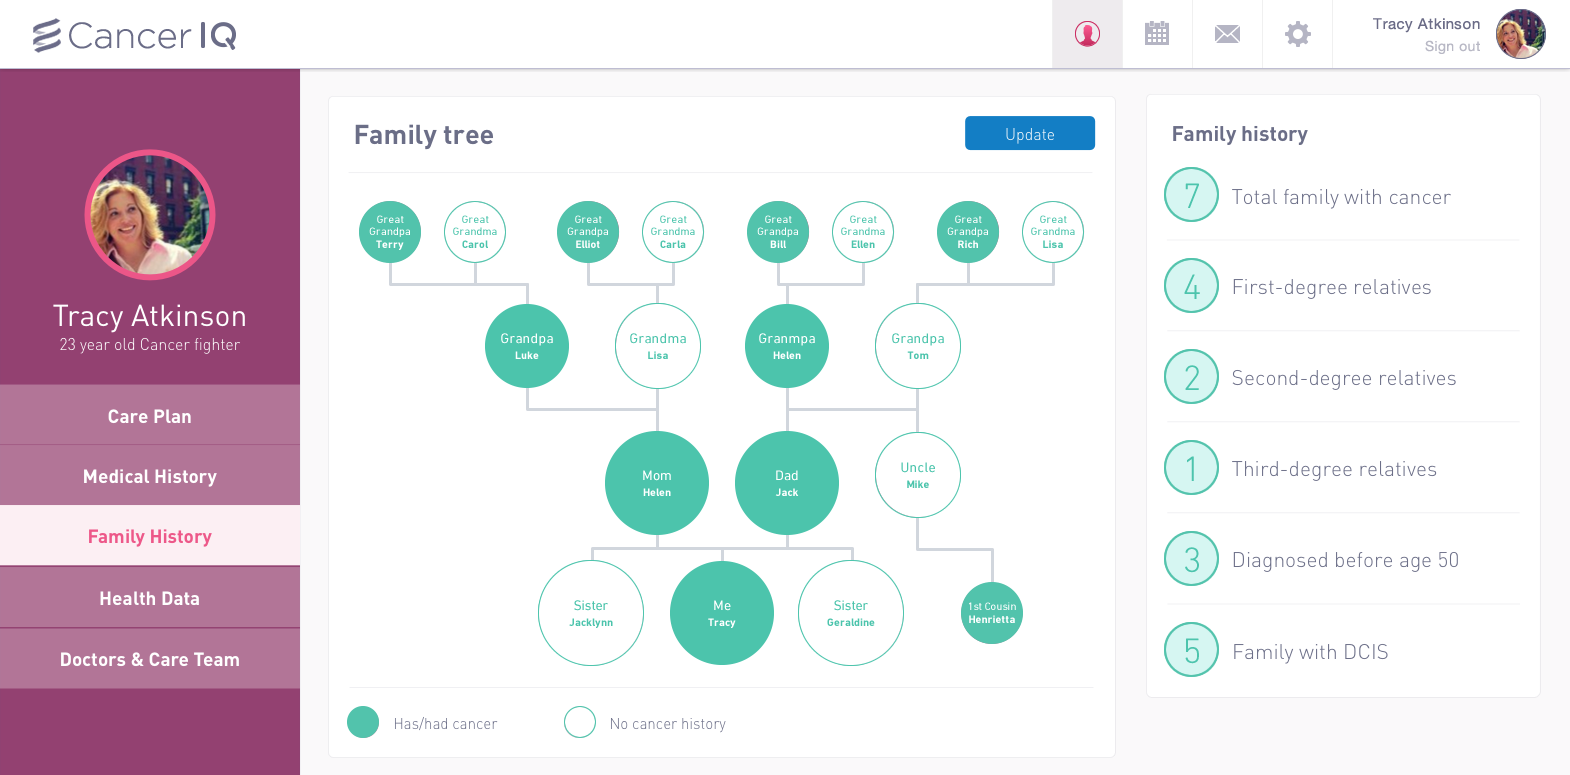 Cancer IQ
Tracy Atkinson
Sign out
Tracy Atkinson
23 year old Cancer fighter
Care Plan
Medical History
Family History
Health Data
Doctors & Care Team
Family tree
Update
Great
Grandpa
Terry
Great
Grandma
Carol
Great
Grandpa
Elliot
Great
Grandma
Carla
Great
Grandpa
Bill
Great
Grandma
Ellen
Great
Grandpa
Rich
Great
Grandma
Lisa
Grandpa
Luke
Grandma
Lisa
Granmpa
Helen
Grandpa
Tom
Mom
Helen
Dad
Jack
Uncle
Mike
Sister
Jacklynn
Me
Tracy
Sister
Geraldine
1st Cousin
Henrietta
Has/had cancer
No cancer history
Family history
7 Total family with cancer
4 First-degree relatives
2 Second-degree relatives
1 Third-degree relatives
3 Diagnosed before age 50
5 Family with DCIS